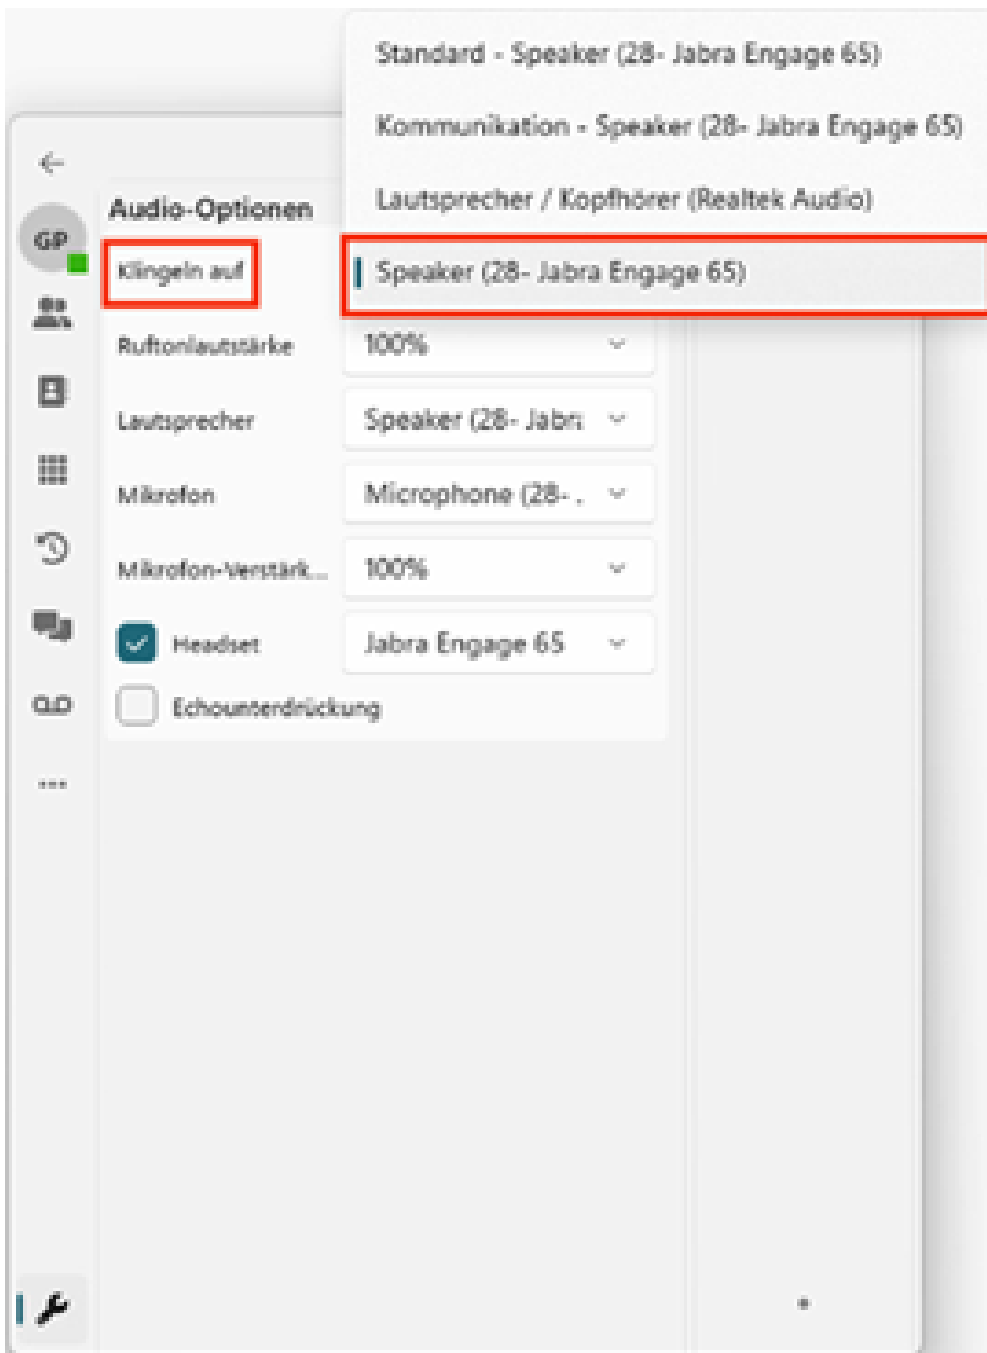 Standard - Speaker (28- Jabra Engage 65)
Kommunikation - Speaker (28- Jabra Engage 65)
Lautsprecher / Kopfhörer (Realtek Audio)
Audio-Optionen
GP
Klingeln auf
Speaker (28- Jabra Engage 65)
Ruftonlautstärke 100%
Lautsprecher Speaker (28- Jabra
Mikrofon Microphone (28- .
Mikrofon-Verstärk... 100%
Headset Jabra Engage 65
Echounterdrückung